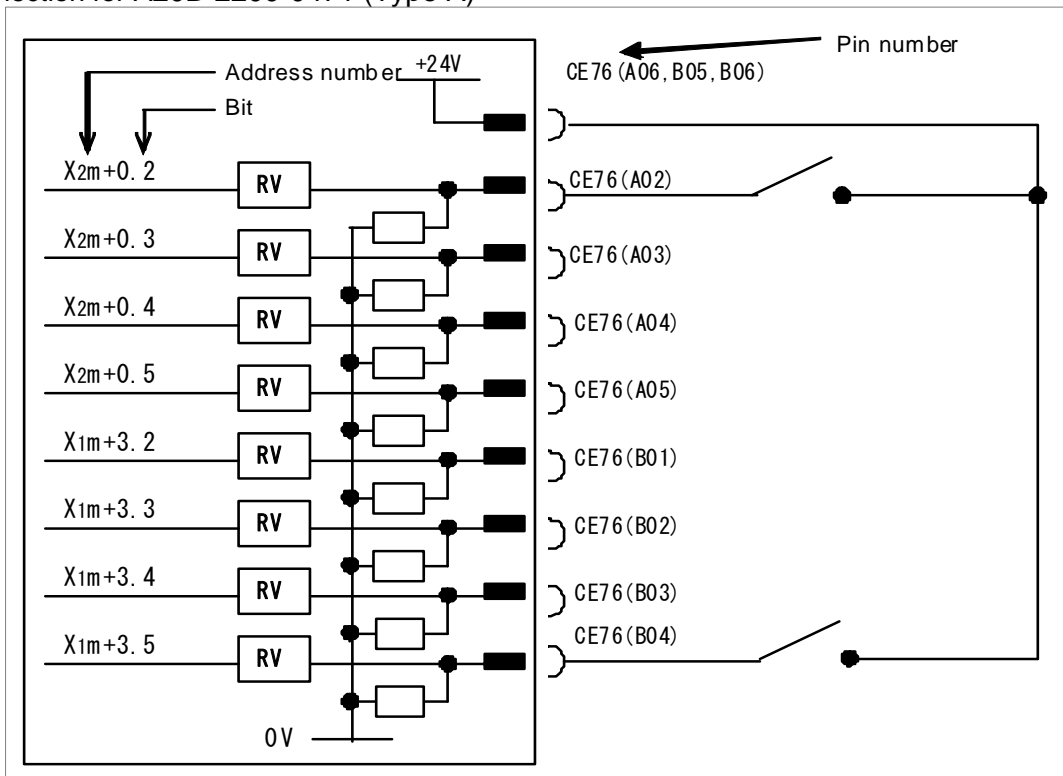 Pin number
Address number
+24V
CE76(A06,B05,B06)
Bit
X2m+0.2
RV
CE76(A02)
X2m+0.3
RV
CE76(A03)
X2m+0.4
RV
CE76(A04)
X2m+0.5
RV
CE76(A05)
X1m+3.2
RV
CE76(B01)
X1m+3.3
RV
CE76(B02)
X1m+3.4
RV
CE76(B03)
X1m+3.5
RV
CE76(B04)
0V